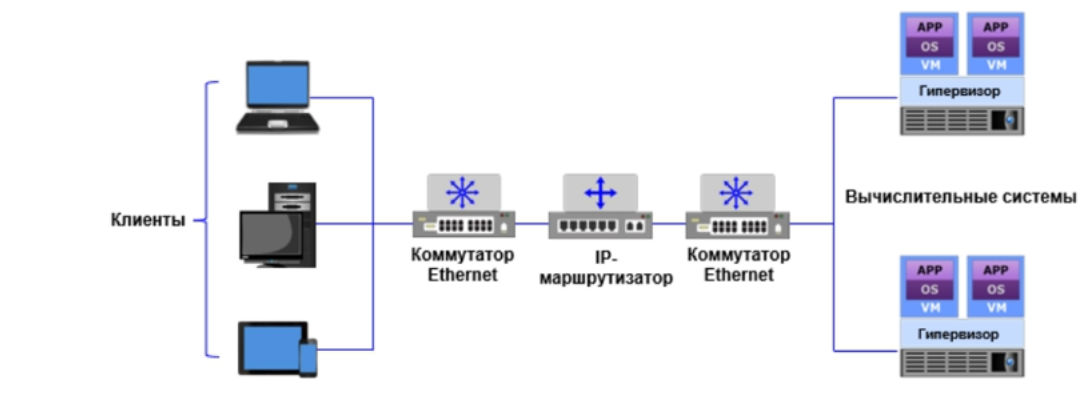 APP APP
OS OS
VM VM
Гипервизор
Клиенты
Вычислительные системы
Коммутатор
Ethernet
IP-
маршрутизатор
Коммутатор
Ethernet
APP APP
OS OS
VM VM
Гипервизор